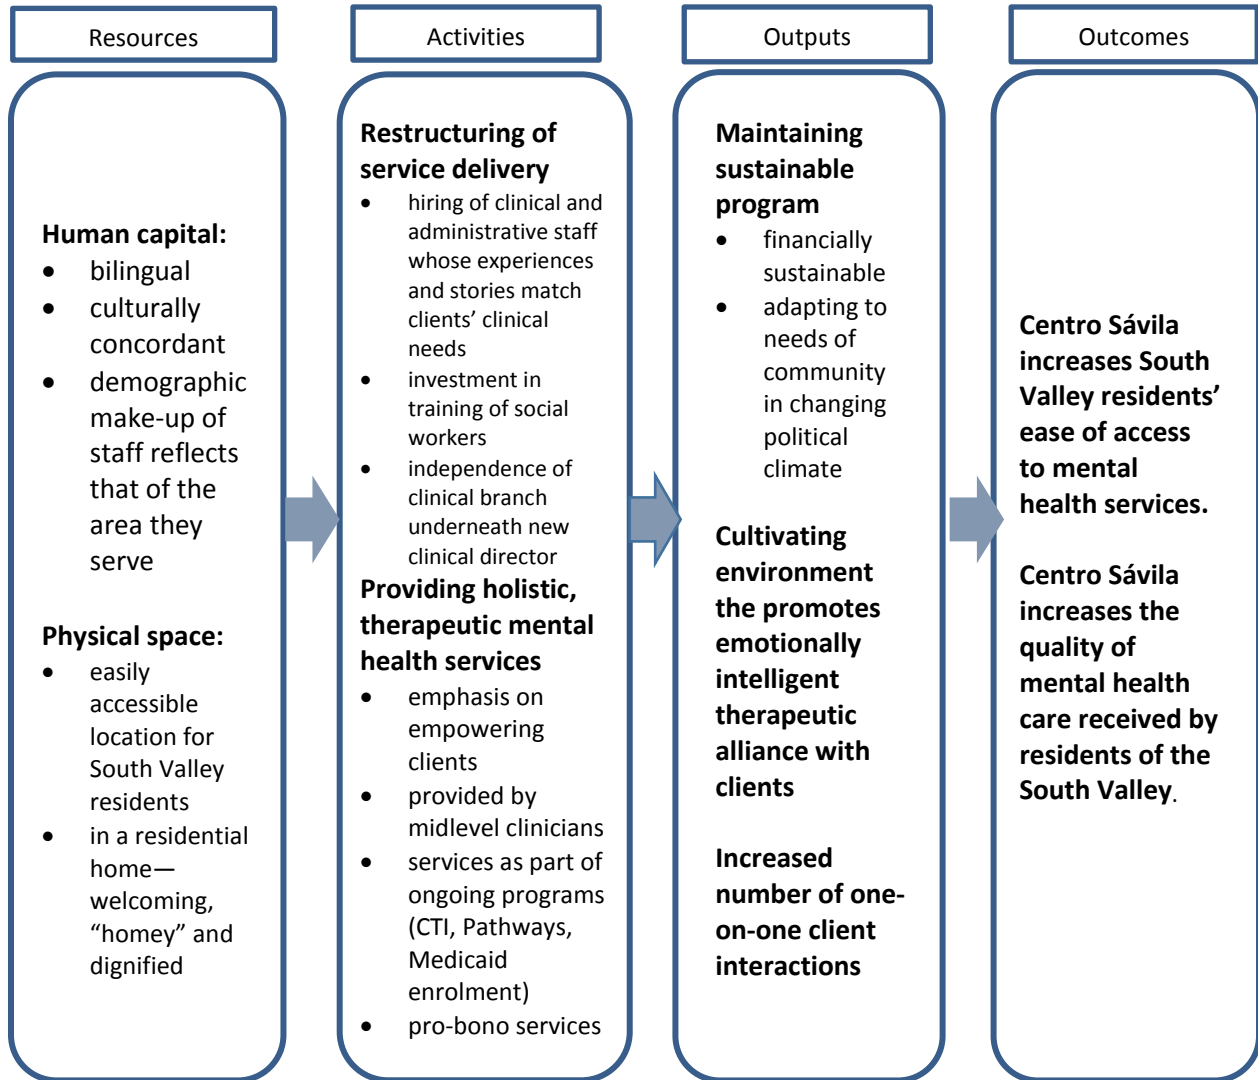 Resources
Human capital:
• bilingual
• culturally
concordant
• demographic
make-up of
staff reflects
that of the
area they
serve
Physical space:
• easily
accessible
location for
South Valley
residents
• in a residential
home—
welcoming,
“homey” and
dignified
Activities
Restructuring of
service delivery
• hiring of clinical and
administrative staff
whose experiences
and stories match
clients’ clinical
needs
• investment in
training of social
workers
• independence of
clinical branch
underneath new
clinical director
Providing holistic,
therapeutic mental
health services
• emphasis on
empowering
clients
• provided by
midlevel clinicians
• services as part of
ongoing programs
(CTI, Pathways,
Medicaid
enrolment)
• pro-bono services
Outputs
Maintaining
sustainable
program
• financially
sustainable
• adapting to
needs of
community
in changing
political
climate
Cultivating
environment
the promotes
emotionally
intelligent
therapeutic
alliance with
clients
Increased
number of one-
on-one client
interactions
Outcomes
Centro Sávila
increases South
Valley residents’
ease of access
to mental
health services.
Centro Sávila
increases the
quality of
mental health
care received by
residents of the
South Valley.